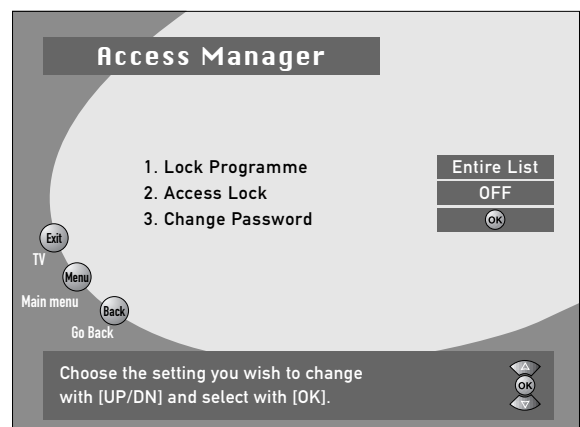 Access Manager
1. Lock Programme Entire List
2. Access Lock OFF
3. Change Password OK
Exit
TV
Menu
Main menu
Back
Go Back
Choose the setting you wish to change
with [UP/DN] and select with [OK].
OK